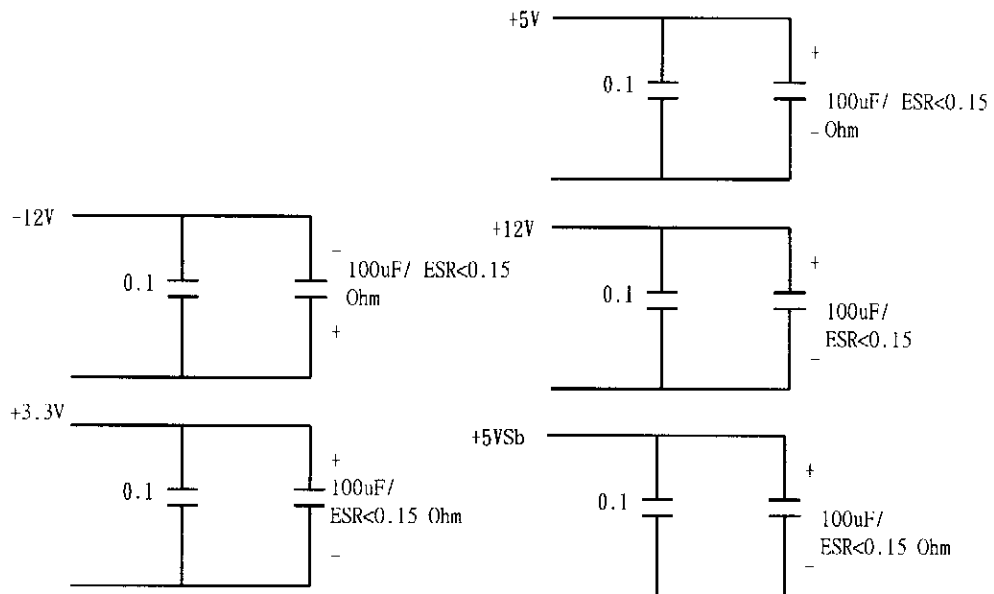 +5V
+
0.1
100uF/ ESR<0.15
- Ohm
-12V
-
0.1
100uF/ ESR<0.15
Ohm
+
+12V
+
0.1
100uF/
ESR<0.15
-
+3.3V
+
0.1
100uF/
ESR<0.15 Ohm
-
+5VSb
+
0.1
100uF/
ESR<0.15 Ohm
-